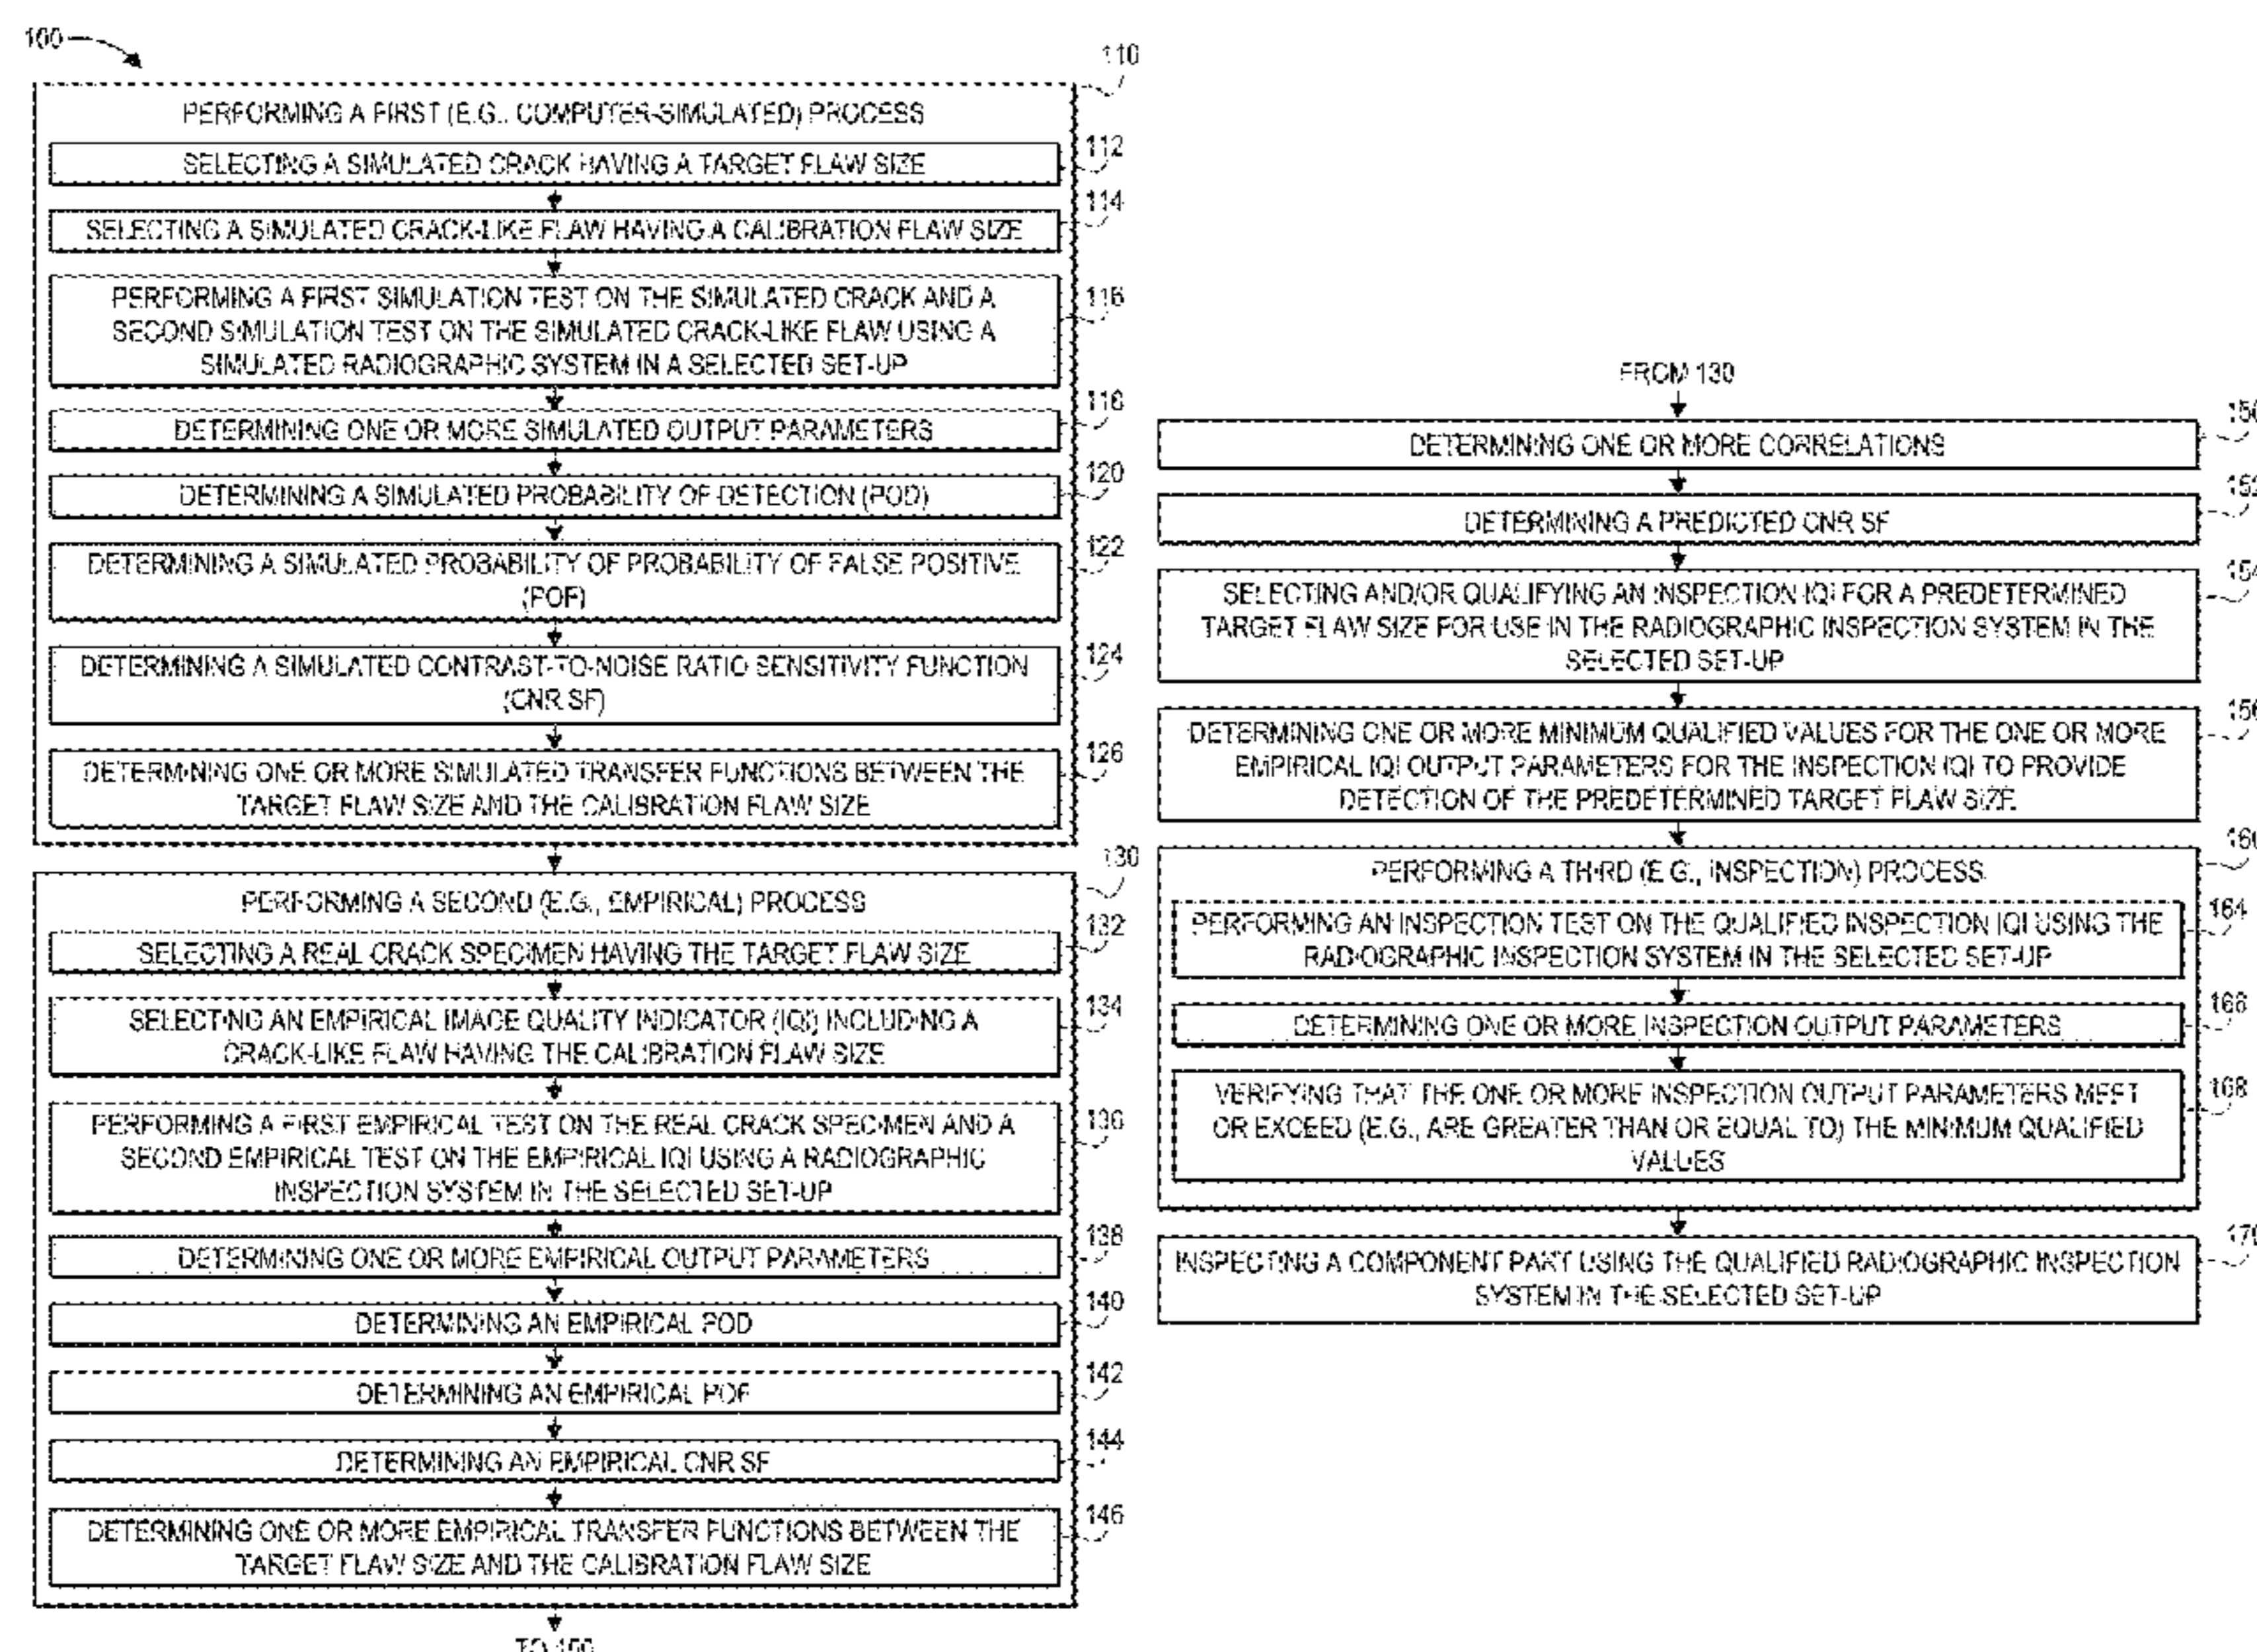 100
110
PERFORMING A FIRST (E.G., COMPUTER-SIMULATED) PROCESS
112
SELECTING A SIMULATED CRACK HAVING A TARGET FLAW SIZE
114
SELECTING A SIMULATED CRACK-LIKE FLAW HAVING A CALIBRATION FLAW SIZE
116
PERFORMING A FIRST SIMULATION TEST ON THE SIMULATED CRACK AND A
SECOND SIMULATION TEST ON THE SIMULATED CRACK-LIKE FLAW USING A
SIMULATED RADIOGRAPHIC SYSTEM IN A SELECTED SET-UP
118
DETERMINING ONE OR MORE SIMULATED OUTPUT PARAMETERS
120
DETERMINING A SIMULATED PROBABILITY OF DETECTION (POD)
122
DETERMINING A SIMULATED PROBABILITY OF PROBABILITY OF FALSE POSITIVE
(POF)
124
DETERMINING A SIMULATED CONTRAST-TO-NOISE RATIO SENSITIVITY FUNCTION
(CNR SF)
126
DETERMINING ONE OR MORE SIMULATED TRANSFER FUNCTIONS BETWEEN THE
TARGET FLAW SIZE AND THE CALIBRATION FLAW SIZE
130
PERFORMING A SECOND (E.G., EMPIRICAL) PROCESS
132
SELECTING A REAL CRACK SPECIMEN HAVING THE TARGET FLAW SIZE
134
SELECTING AN EMPIRICAL IMAGE QUALITY INDICATOR (IQI) INCLUDING A
CRACK-LIKE FLAW HAVING THE CALIBRATION FLAW SIZE
136
PERFORMING A FIRST EMPIRICAL TEST ON THE REAL CRACK SPECIMEN AND A
SECOND EMPIRICAL TEST ON THE EMPIRICAL IQI USING A RADIOGRAPHIC
INSPECTION SYSTEM IN THE SELECTED SET-UP
138
DETERMINING ONE OR MORE EMPIRICAL OUTPUT PARAMETERS
140
DETERMINING AN EMPIRICAL POD
142
DETERMINING AN EMPIRICAL POF
144
DETERMINING AN EMPIRICAL CNR SF
146
DETERMINING ONE OR MORE EMPIRICAL TRANSFER FUNCTIONS BETWEEN THE
TARGET FLAW SIZE AND THE CALIBRATION FLAW SIZE
TO 150
FROM 130
150
DETERMINING ONE OR MORE CORRELATIONS
152
DETERMINING A PREDICTED CNR SF
154
SELECTING AND/OR QUALIFYING AN INSPECTION IQI FOR A PREDETERMINED
TARGET FLAW SIZE FOR USE IN THE RADIOGRAPHIC INSPECTION SYSTEM IN THE
SELECTED SET-UP
156
DETERMINING ONE OR MORE MINIMUM QUALIFIED VALUES FOR THE ONE OR MORE
EMPIRICAL IQI OUTPUT PARAMETERS FOR THE INSPECTION IQI TO PROVIDE
DETECTION OF THE PREDETERMINED TARGET FLAW SIZE
160
PERFORMING A THIRD (E.G., INSPECTION) PROCESS
164
PERFORMING AN INSPECTION TEST ON THE QUALIFIED INSPECTION IQI USING THE
RADIOGRAPHIC INSPECTION SYSTEM IN THE SELECTED SET-UP
166
DETERMINING ONE OR MORE INSPECTION OUTPUT PARAMETERS
168
VERIFYING THAT THE ONE OR MORE INSPECTION OUTPUT PARAMETERS MEET
OR EXCEED (E.G., ARE GREATER THAN OR EQUAL TO) THE MINIMUM QUALIFIED
VALUES
170
INSPECTING A COMPONENT PART USING THE QUALIFIED RADIOGRAPHIC INSPECTION
SYSTEM IN THE SELECTED SET-UP